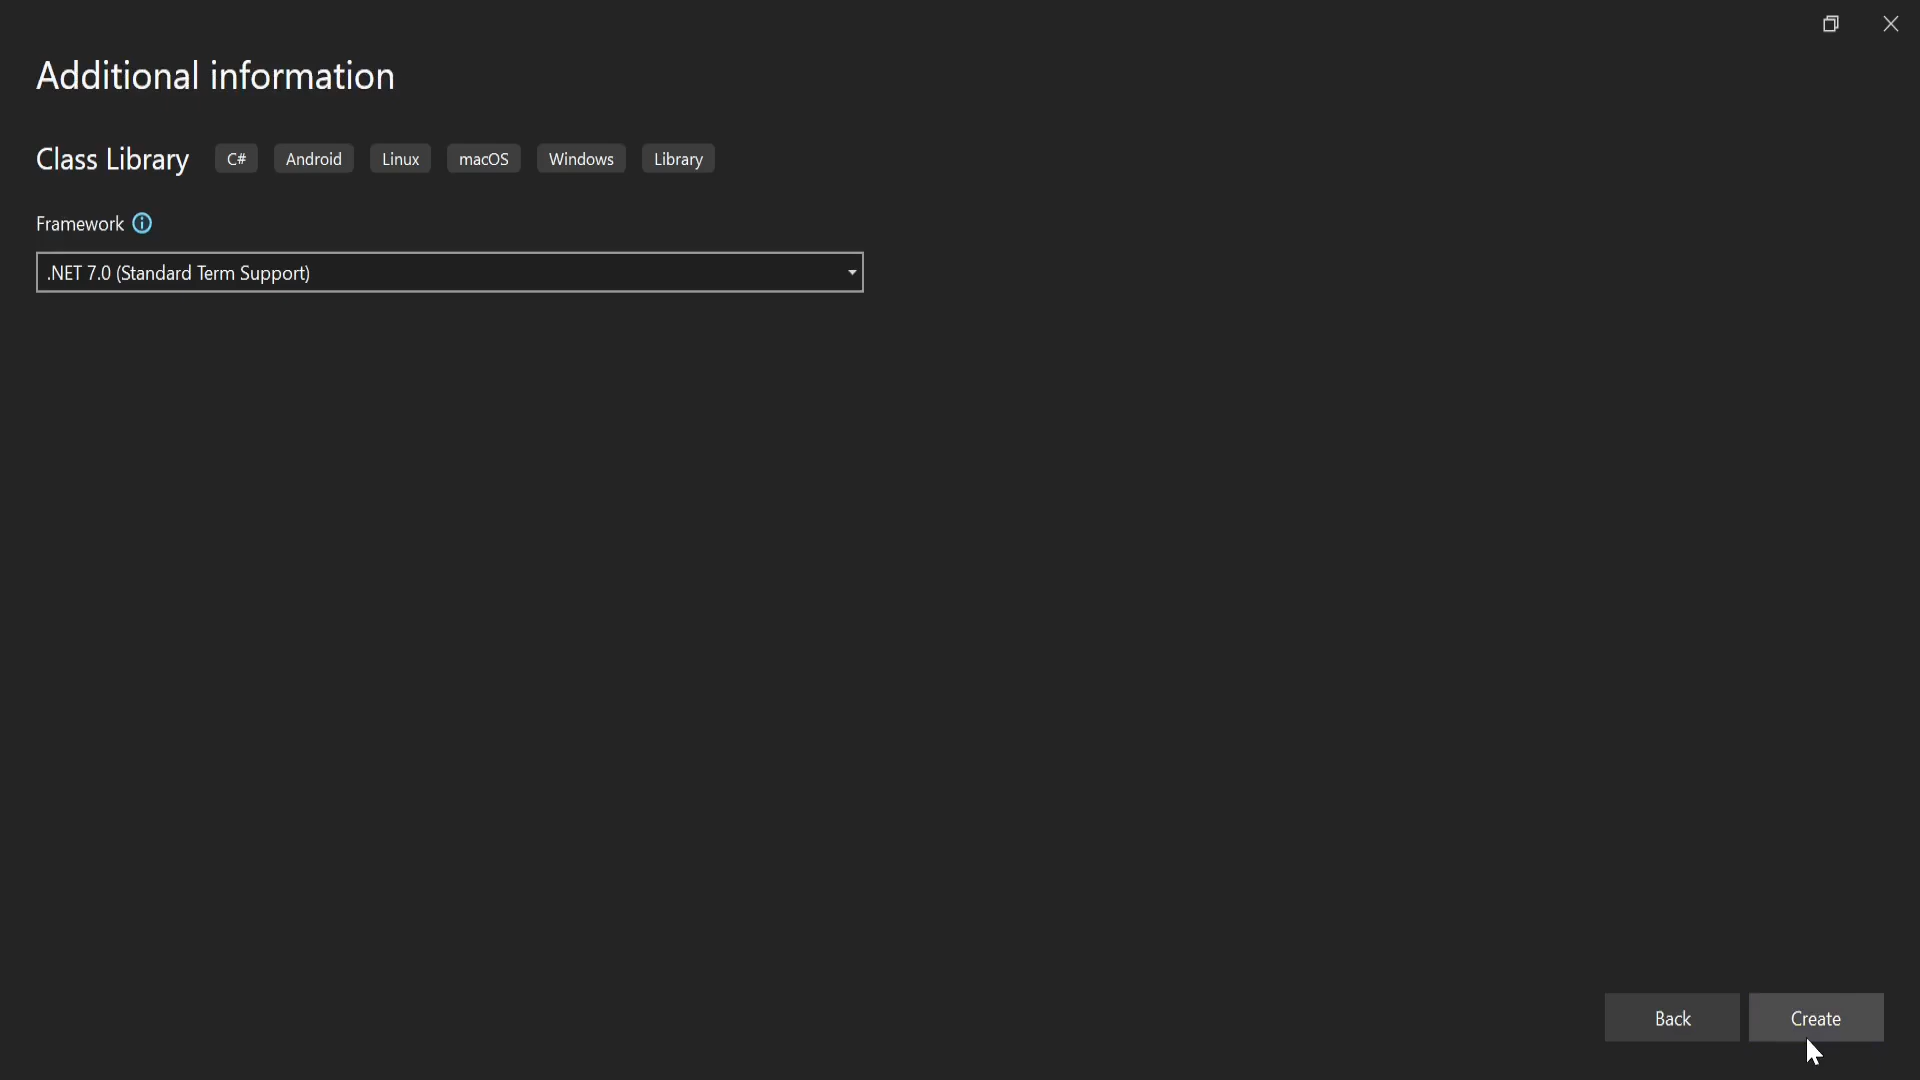 Additional information
Class Library C# Android Linux macOS Windows Library
Framework
.NET 7.0 (Standard Term Support)
Back Create